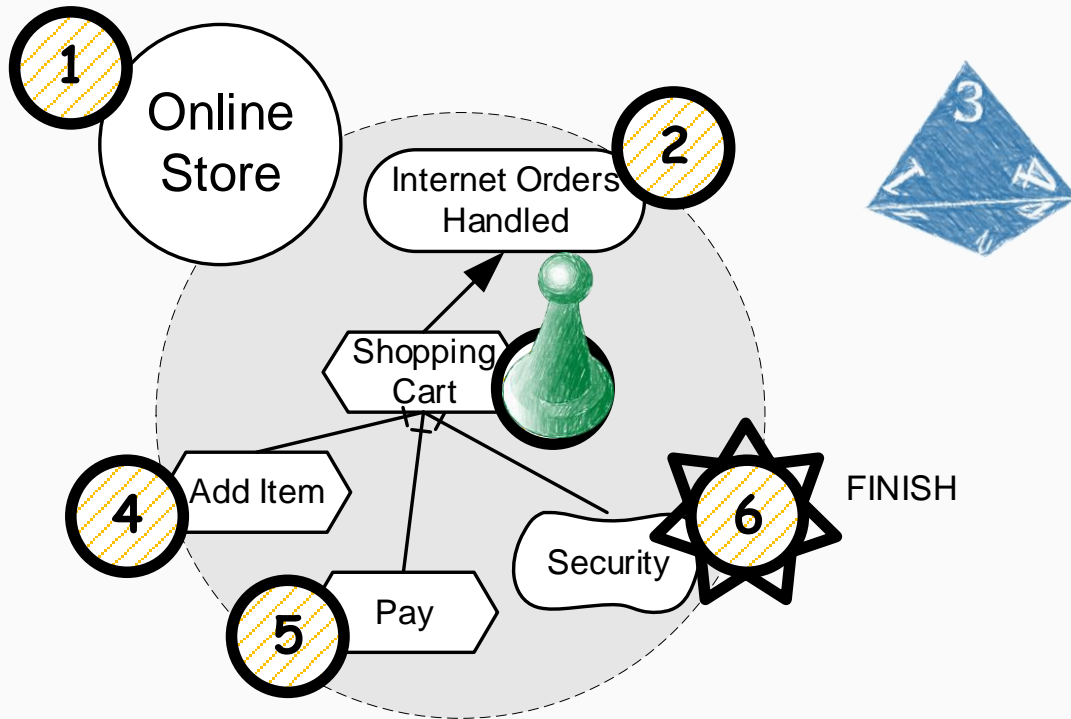 1
Online
Store
2
Internet Orders
Handled
3
Shopping
Cart
4
Add Item
5
Pay
Security
6
FINISH